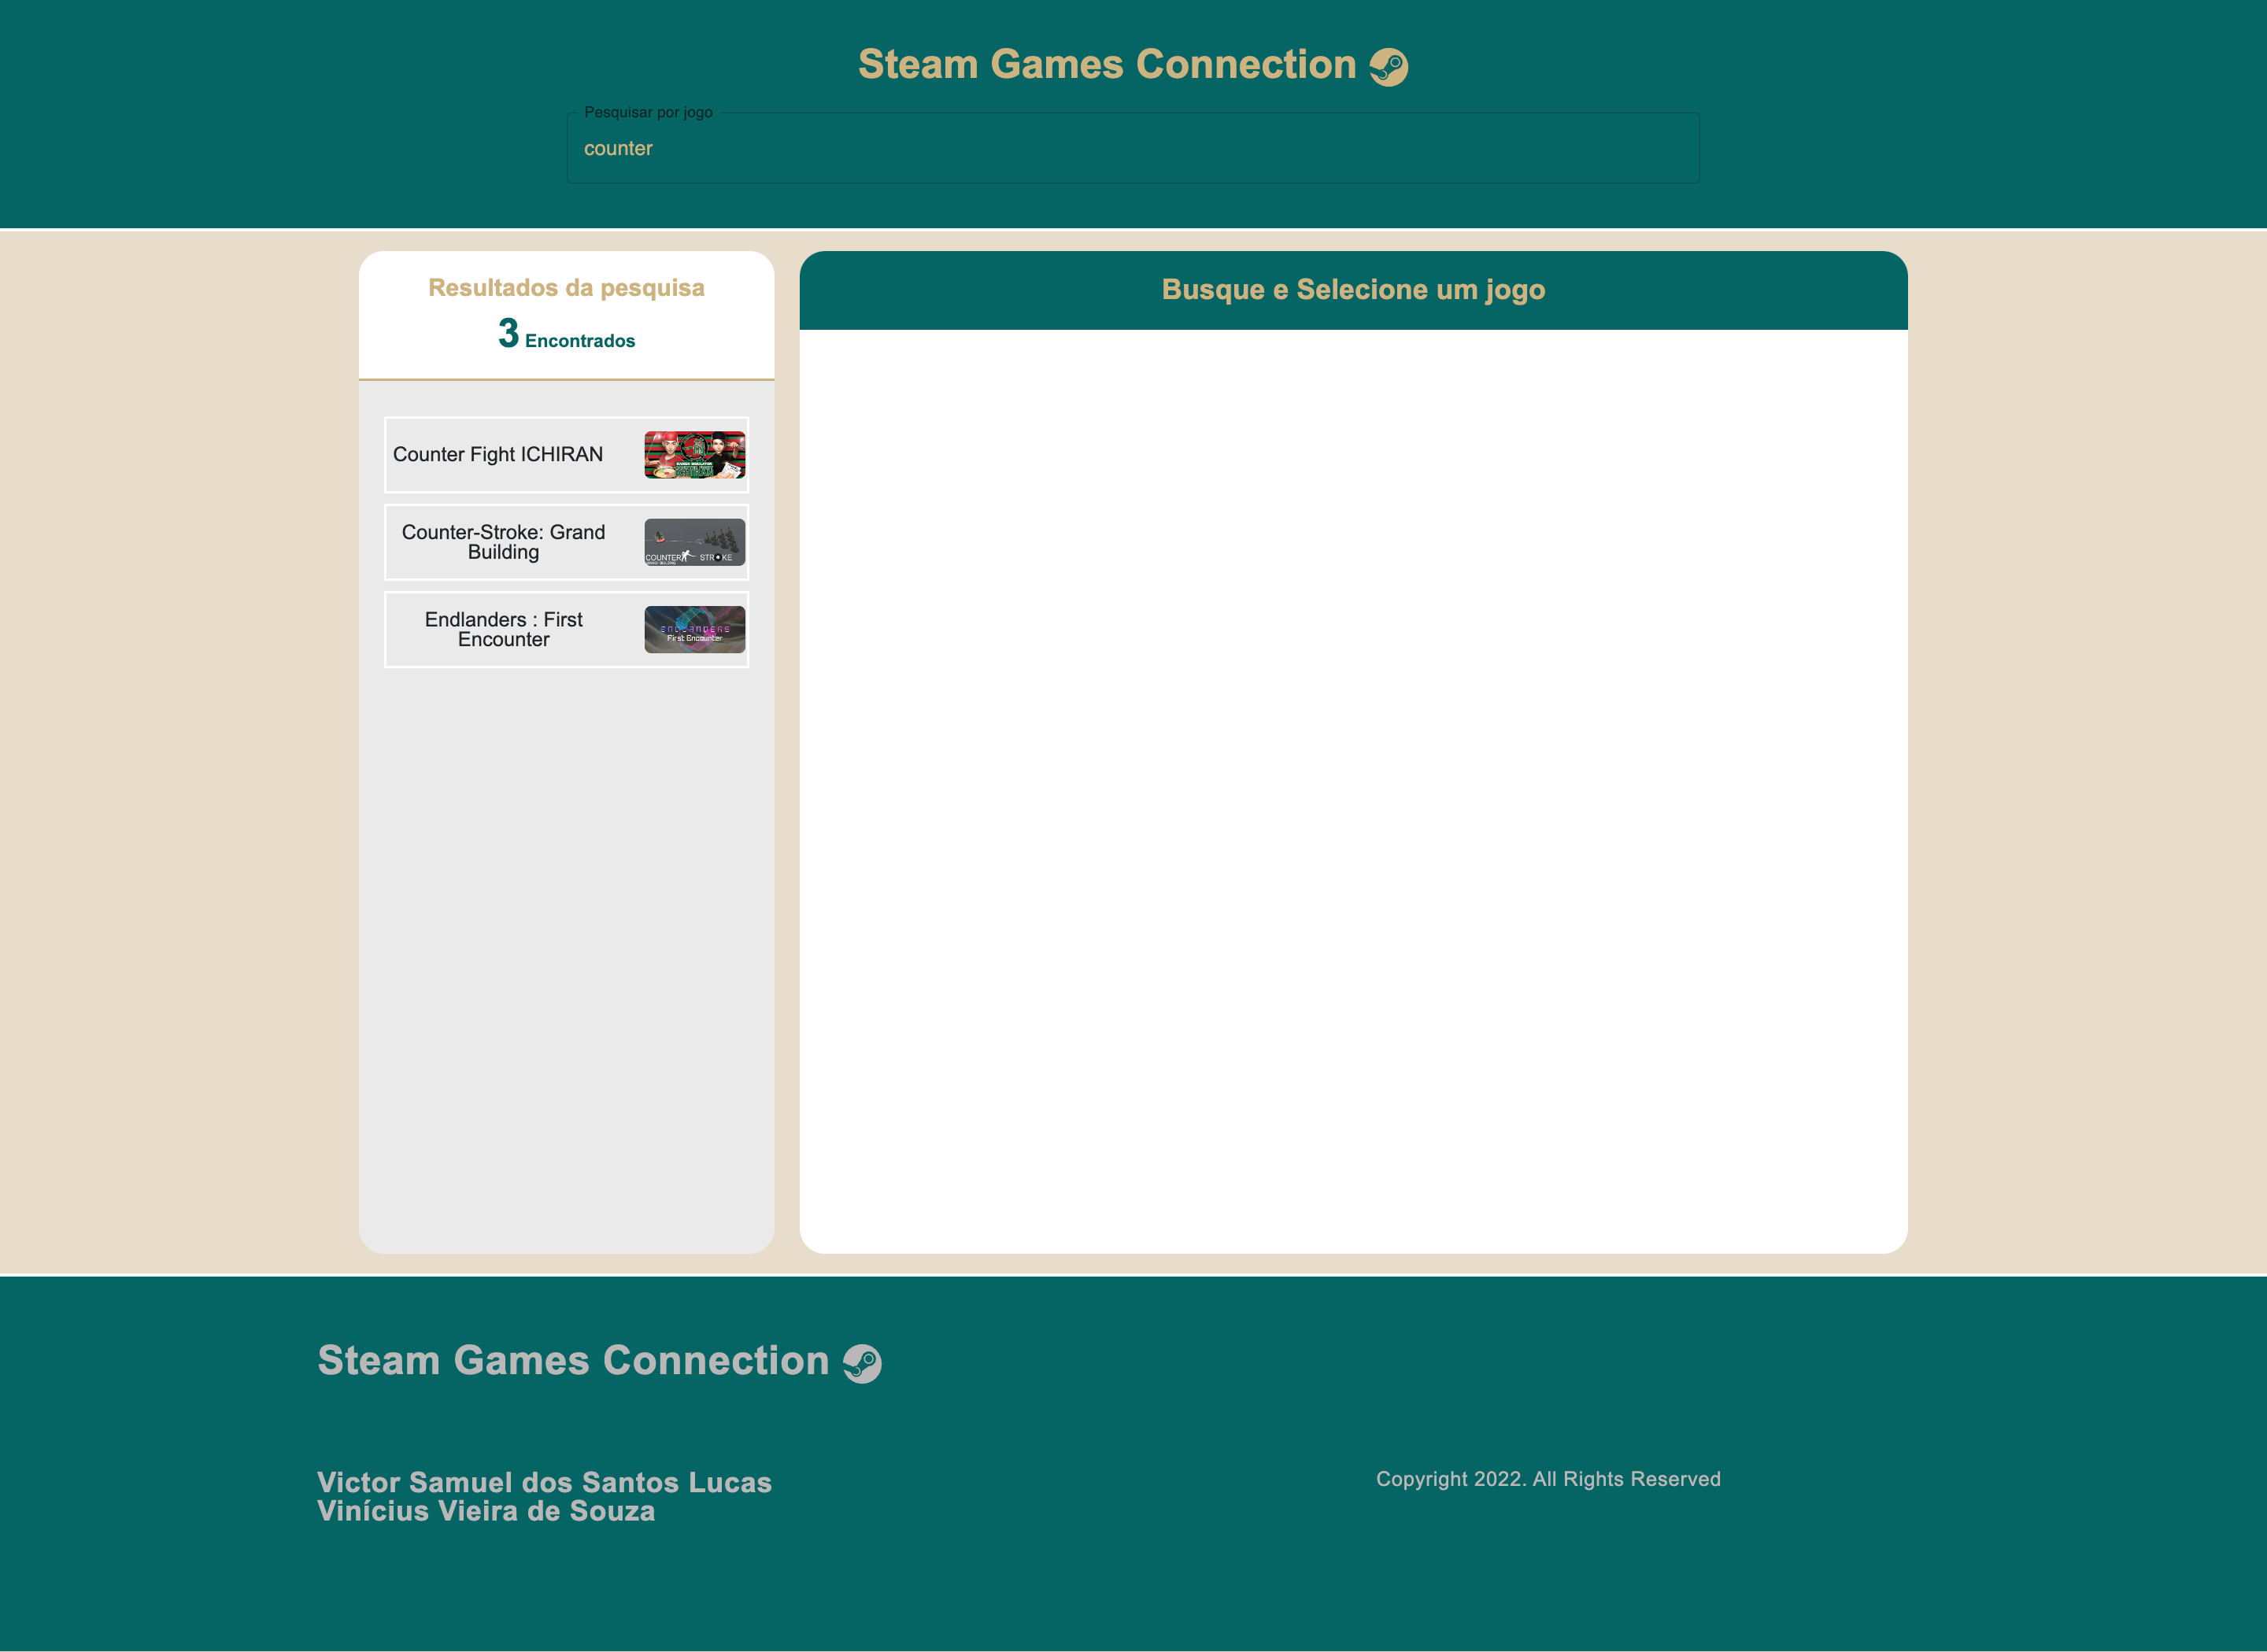 Steam Games Connection
Pesquisar por jogo
counter
Resultados da pesquisa
3 Encontrados
Counter Fight ICHIRAN
Counter-Stroke: Grand
Building
COUNTER STROKE
Endlanders : First
Encounter
ENDLANDERS
First Encounter
Busque e Selecione um jogo
Steam Games Connection
Victor Samuel dos Santos Lucas
Vinícius Vieira de Souza
Copyright 2022. All Rights Reserved